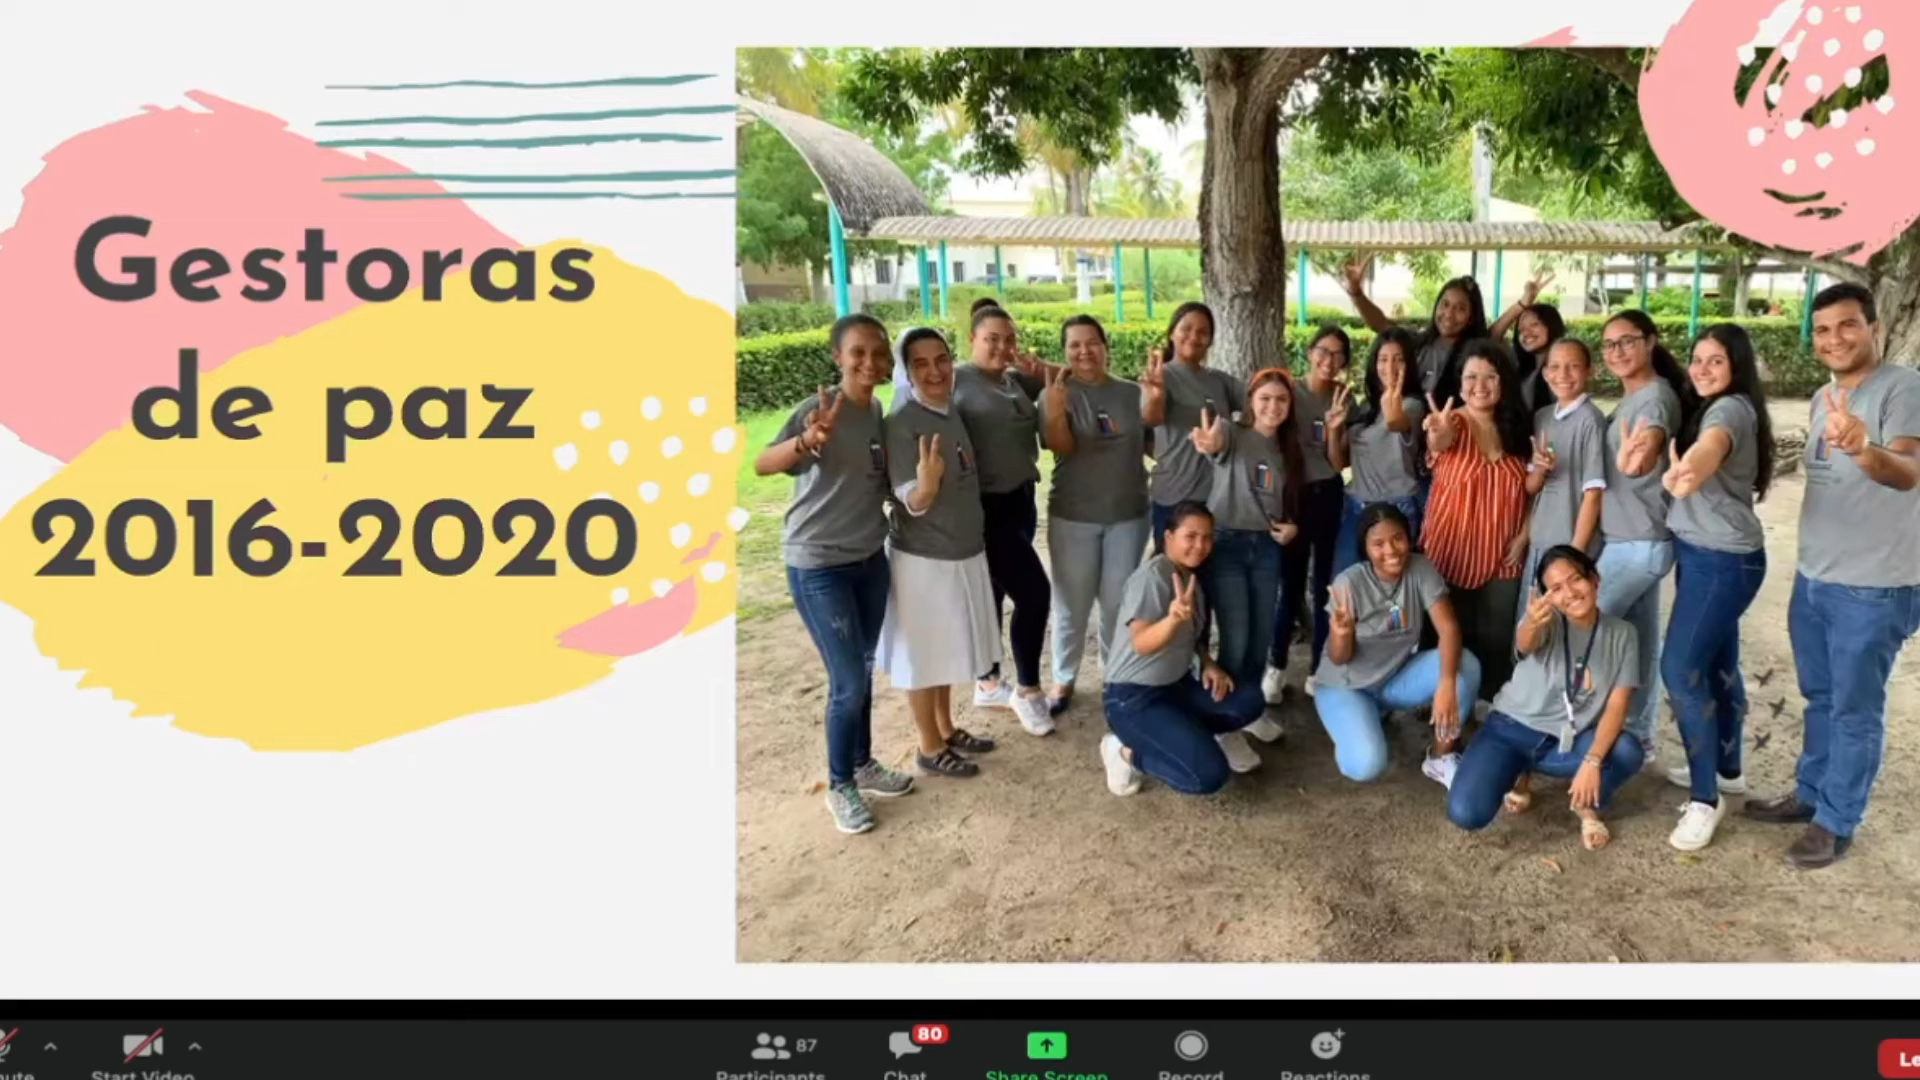 Gestoras
de paz
2016-2020
87
80
Start Video
Participants
Chat
Share Screen
Record
Reactions